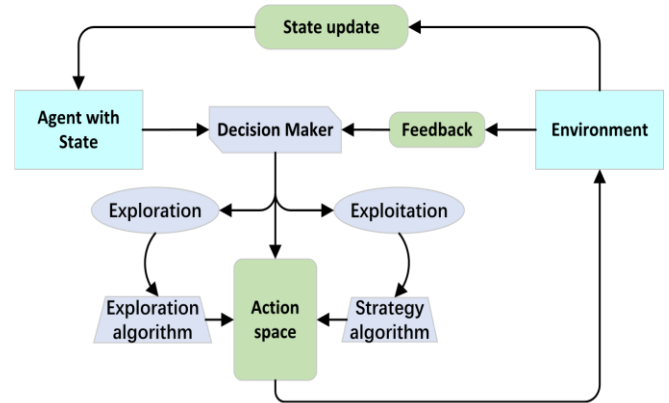 State update
Agent with
State
Decision Maker
Feedback
Environment
Exploration
Exploitation
Exploration
algorithm
Action
space
Strategy
algorithm